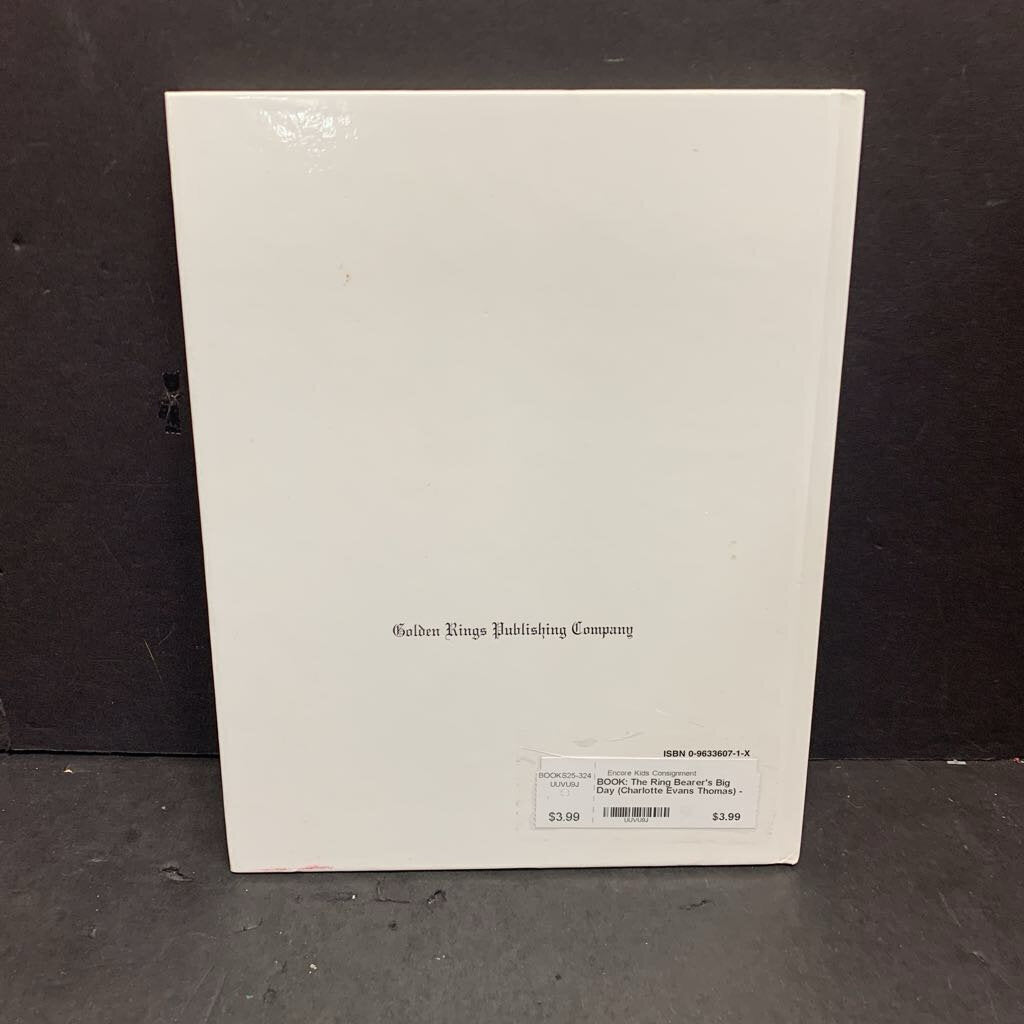 Golden Rings Publishing Company
ISBN 0-9633607-1-X
BOOKS25-324
UUVU9J
$3.99
Encore Kids Consignment
BOOK: The Ring Bearer's Big
Day (Charlotte Evans Thomas) -
UUVU9J
$3.99